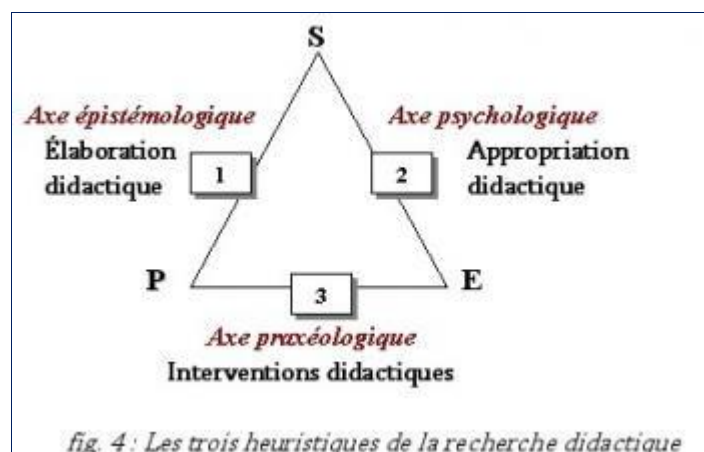 S
Axe épistémologique
Axe psychologique
Élaboration
didactique
1
2
Appropriation
didactique
P
E
3
Axe praxéologique
Interventions didactiques
fig. 4 : Les trois heuristiques de la recherche didactique